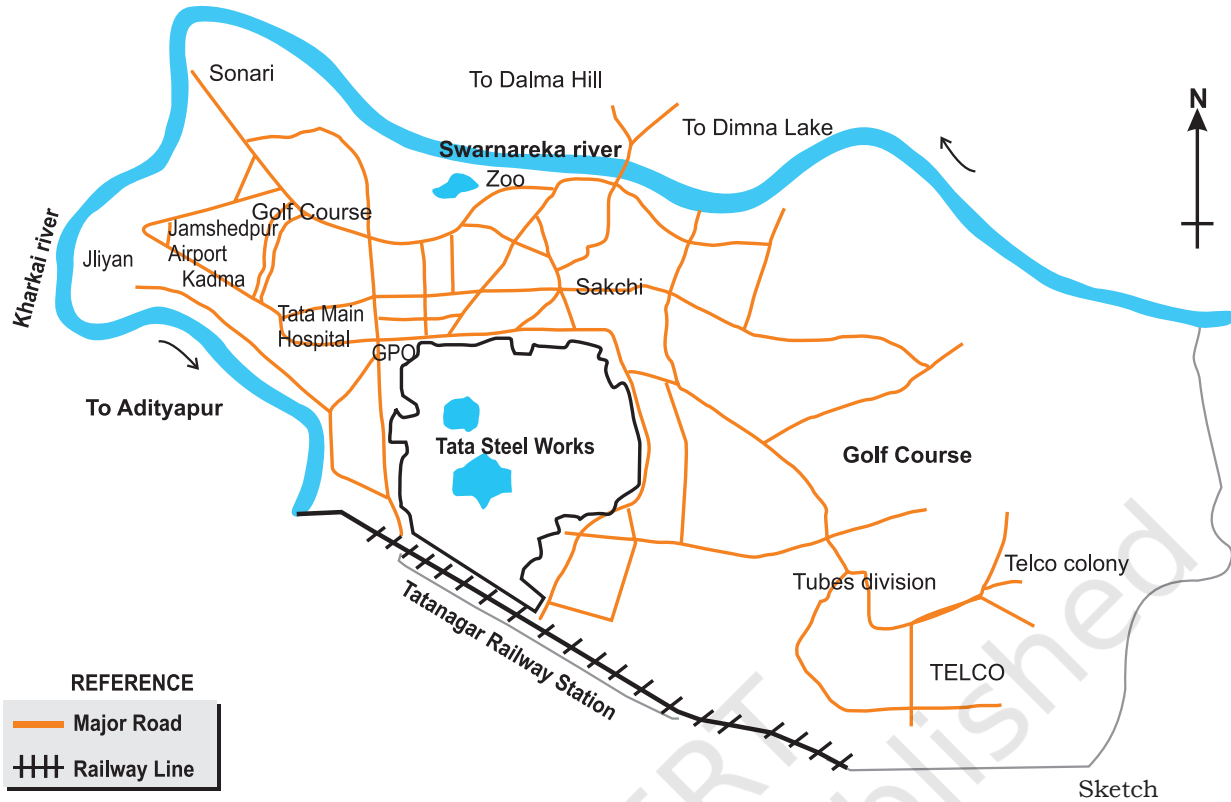 Sonari
To Dalma Hill
To Dimna Lake
N
Swarnareka river
Zoo
Golf Course
Jamshedpur
Airport
Kadma
Jliyan
Kharkai river
Sakchi
Tata Main
Hospital
GPO
To Adityapur
Tata Steel Works
Golf Course
Tubes division
Telco colony
TELCO
Tatanagar Railway Station
REFERENCE
Major Road
Railway Line
Sketch